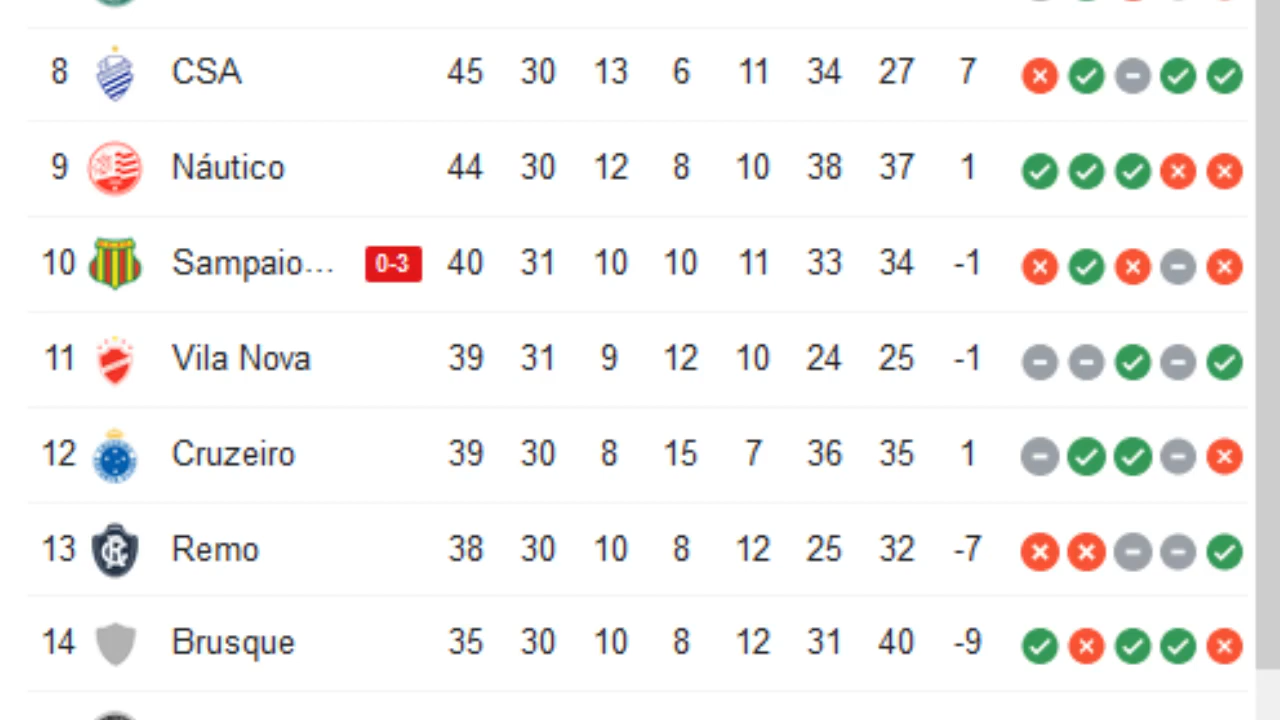 8 CSA 45 30 13 6 11 34 27 7
9 Náutico 44 30 12 8 10 38 37 1
10 Sampaio... 0-3 40 31 10 10 11 33 34 -1
11 Vila Nova 39 31 9 12 10 24 25 -1
12 Cruzeiro 39 30 8 15 7 36 35 1
13 Remo 38 30 10 8 12 25 32 -7
14 Brusque 35 30 10 8 12 31 40 -9